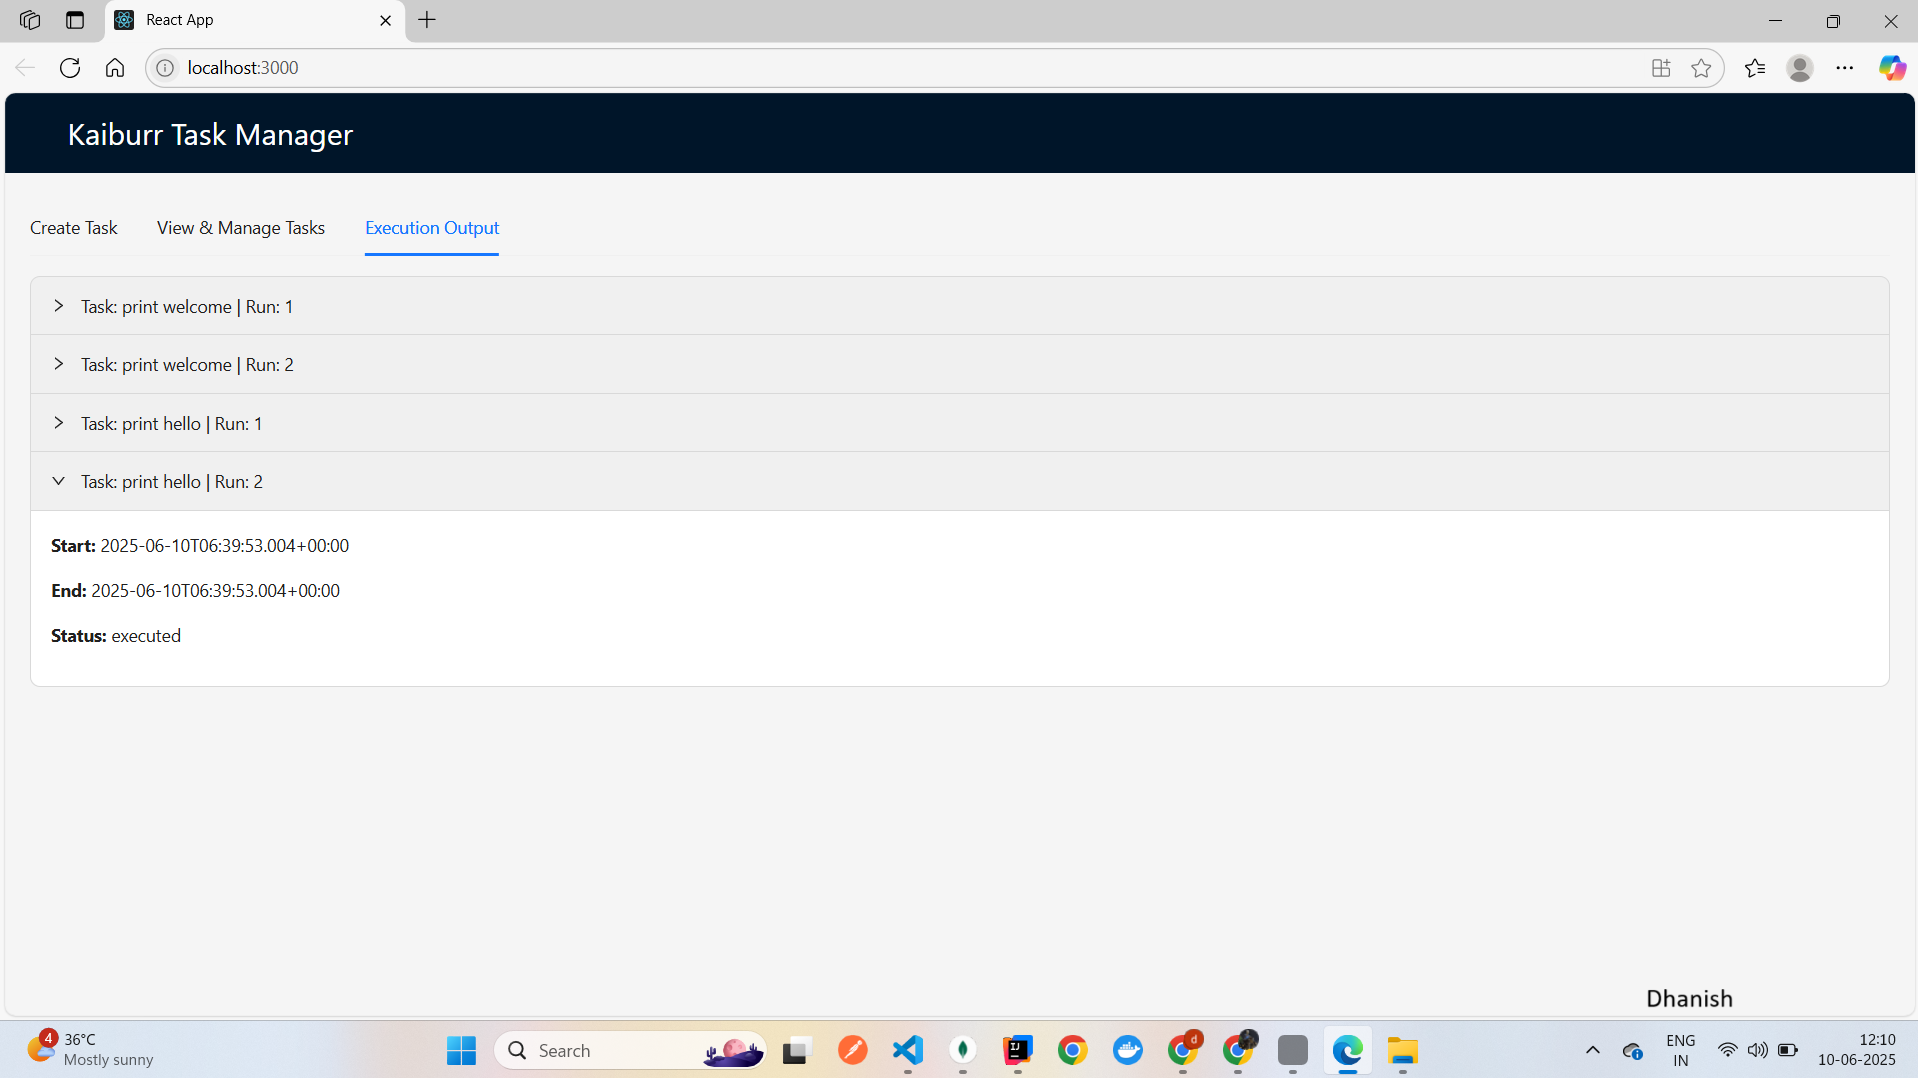 React App
localhost:3000
Kaiburr Task Manager
Create Task View & Manage Tasks Execution Output
Task: print welcome | Run: 1
Task: print welcome | Run: 2
Task: print hello | Run: 1
Task: print hello | Run: 2
Start: 2025-06-10T06:39:53.004+00:00
End: 2025-06-10T06:39:53.004+00:00
Status: executed
Dhanish
4
36°C
Mostly sunny
Search
IJ
d
ENG
IN
12:10
10-06-2025